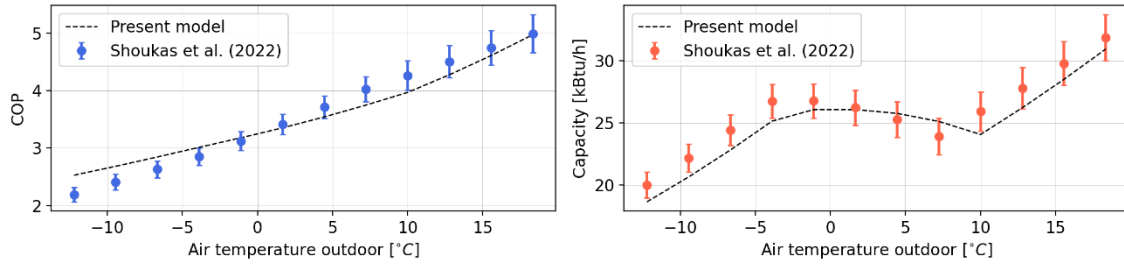 Present model
Shoukas et al. (2022)
COP
5
4
3
2
−10
−5
0
5
10
15
Air temperature outdoor [°C]
Present model
Shoukas et al. (2022)
Capacity [kBtu/h]
30
25
20
−10
−5
0
5
10
15
Air temperature outdoor [°C]